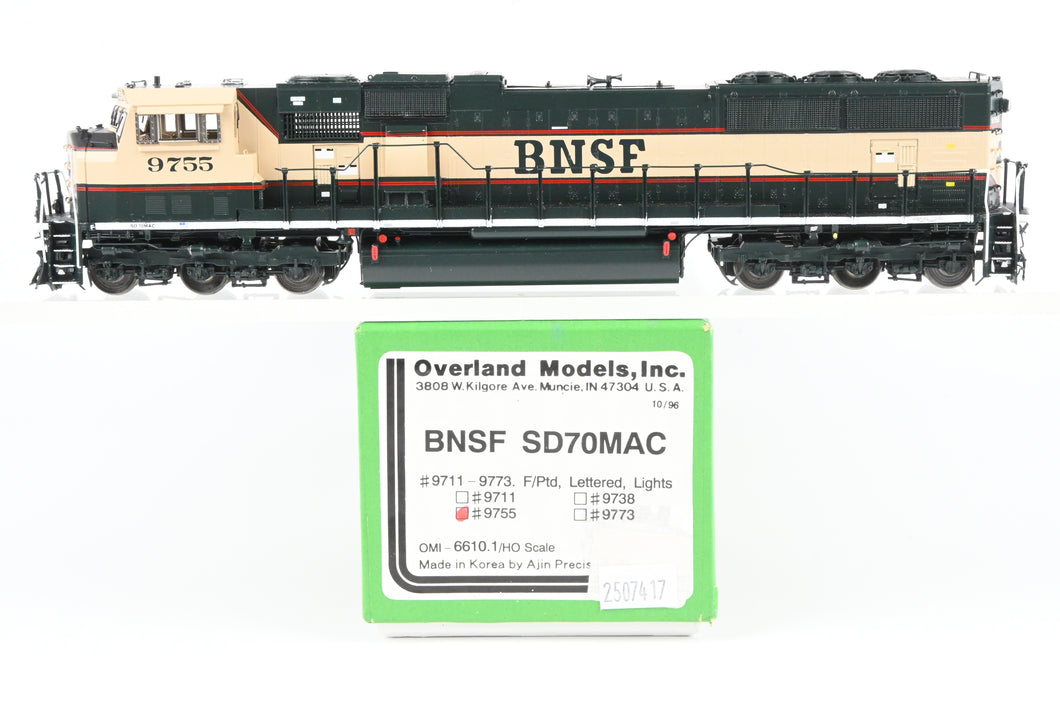 9755
BNSF
SD70MAC
Overland Models, Inc.
3808 W. Kilgore Ave. Muncie, IN 47304 U.S.A.
10/96
BNSF SD70MAC
#9711 - 9773. F/Ptd, Lettered, Lights
#9711 #9738
#9755 #9773
OMI - 6610.1/HO Scale
Made in Korea by Ajin Precis
2507417